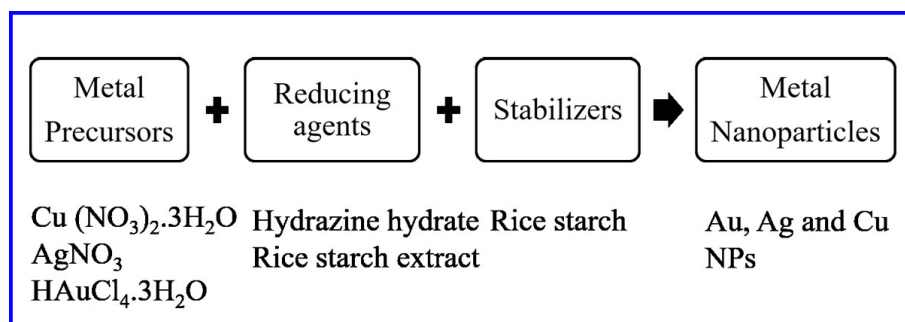 Metal
Precursors
+
Reducing
agents
+
Stabilizers
Metal
Nanoparticles
Cu (NO₃)₂.3H₂O
AgNO₃
HAuCl₄.3H₂O
Hydrazine hydrate
Rice starch extract
Rice starch
Au, Ag and Cu
NPs